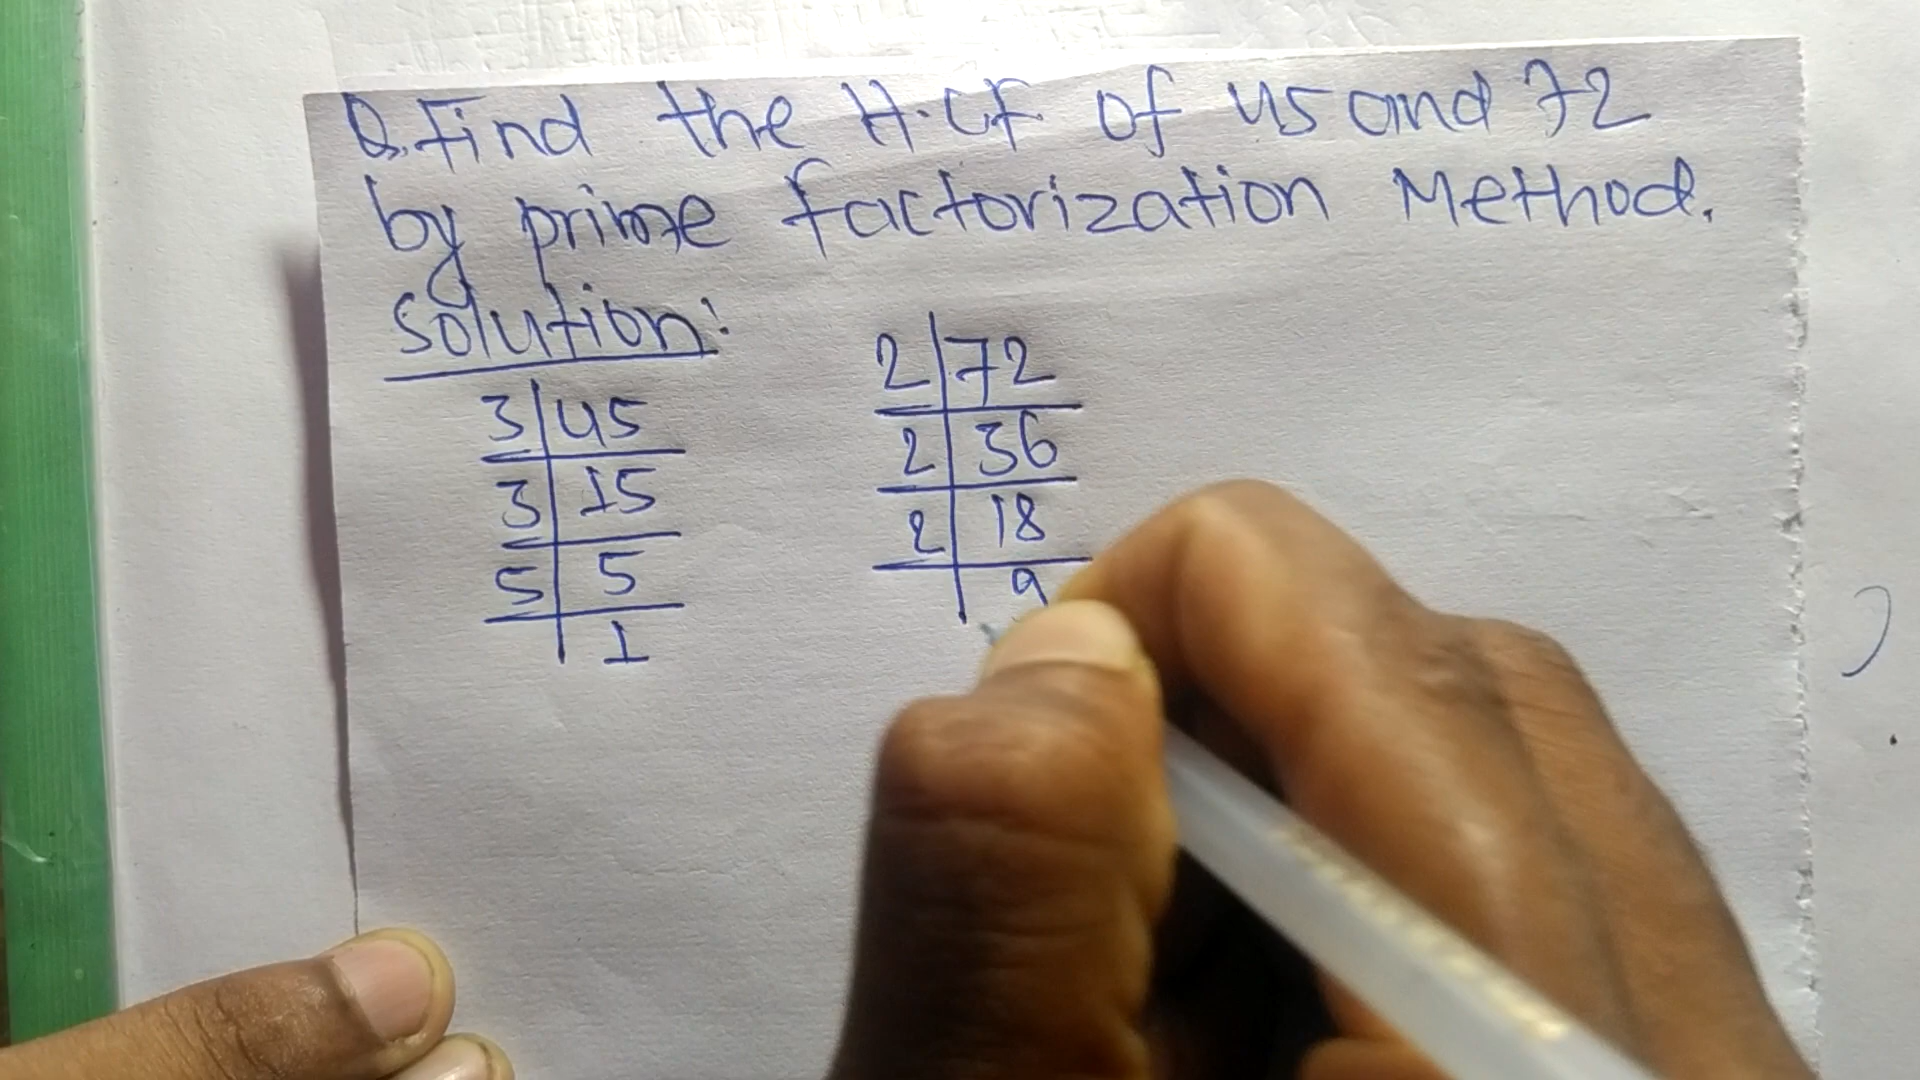 Q. Find the H.C.F. of 45 and 72
by prime factorization Method.
Solution:
3 45
3 15
5 5
1
2 72
2 36
2 18
9